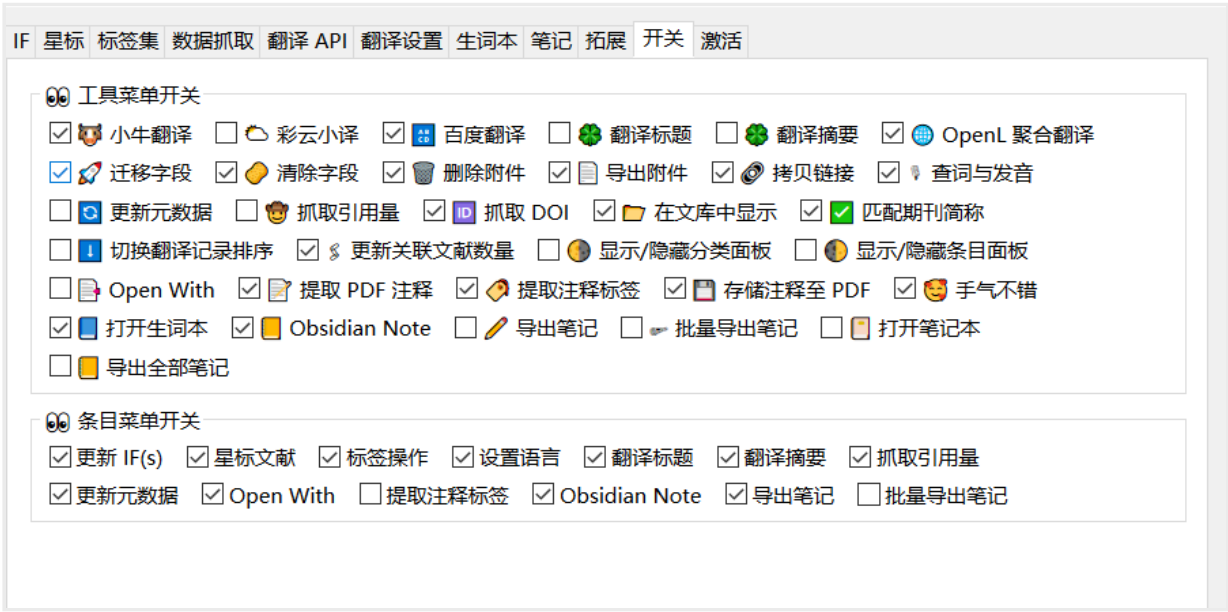 IF 星标 标签集 数据抓取 翻译 API 翻译设置 生词本 笔记 拓展 开关 激活
工具菜单开关
小牛翻译 彩云小译 百度翻译 翻译标题 翻译摘要 OpenL 聚合翻译
迁移字段 清除字段 删除附件 导出附件 拷贝链接 查词与发音
更新元数据 抓取引用量 ID 抓取 DOI 在文库中显示 匹配期刊简称
切换翻译记录排序 更新关联文献数量 显示/隐藏分类面板 显示/隐藏条目面板
Open With 提取 PDF 注释 提取注释标签 存储注释至 PDF 手气不错
打开生词本 Obsidian Note 导出笔记 批量导出笔记 打开笔记本
导出全部笔记
条目菜单开关
更新 IF(s) 星标文献 标签操作 设置语言 翻译标题 翻译摘要 抓取引用量
更新元数据 Open With 提取注释标签 Obsidian Note 导出笔记 批量导出笔记